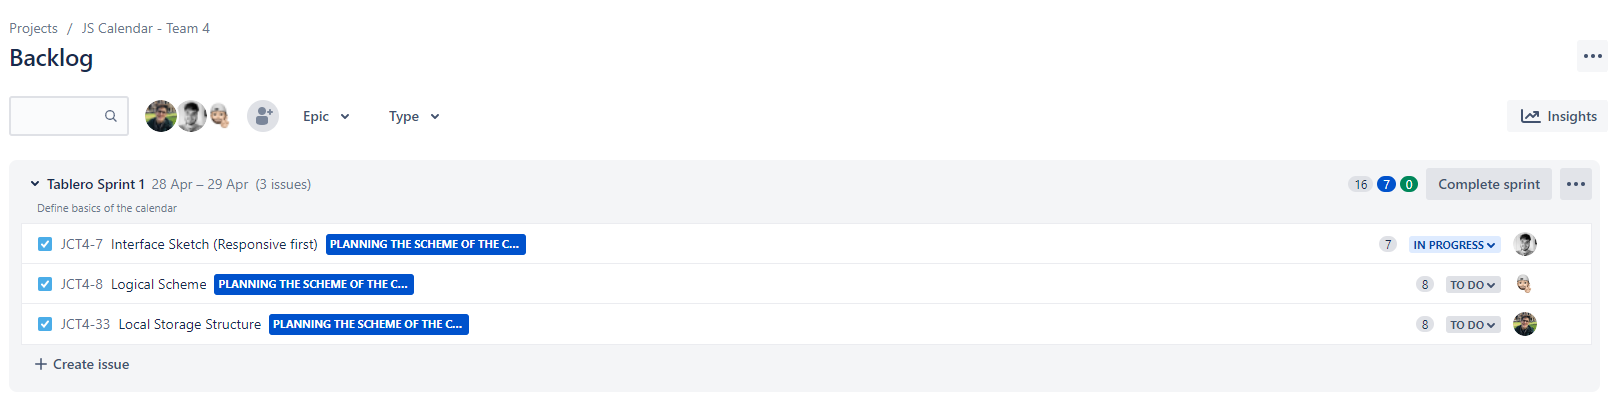 Projects / JS Calendar - Team 4
Backlog
Epic Type Insights
Tablero Sprint 1 28 Apr – 29 Apr (3 issues) 16 7 0 Complete sprint
Define basics of the calendar
JCT4-7 Interface Sketch (Responsive first) PLANNING THE SCHEME OF THE C... 7 IN PROGRESS
JCT4-8 Logical Scheme PLANNING THE SCHEME OF THE C... 8 TO DO
JCT4-33 Local Storage Structure PLANNING THE SCHEME OF THE C... 8 TO DO
+ Create issue